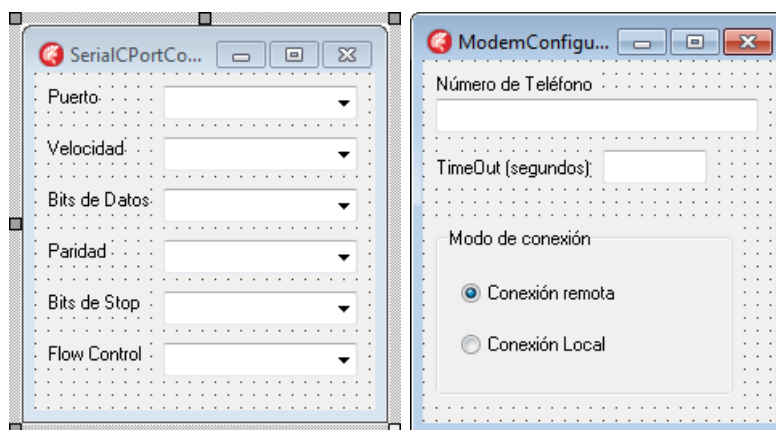 SerialCPortCo...
Puerto
Velocidad
Bits de Datos
Paridad
Bits de Stop
Flow Control
ModemConfigu...
Número de Teléfono
TimeOut (segundos):
Modo de conexión
Conexión remota
Conexión Local